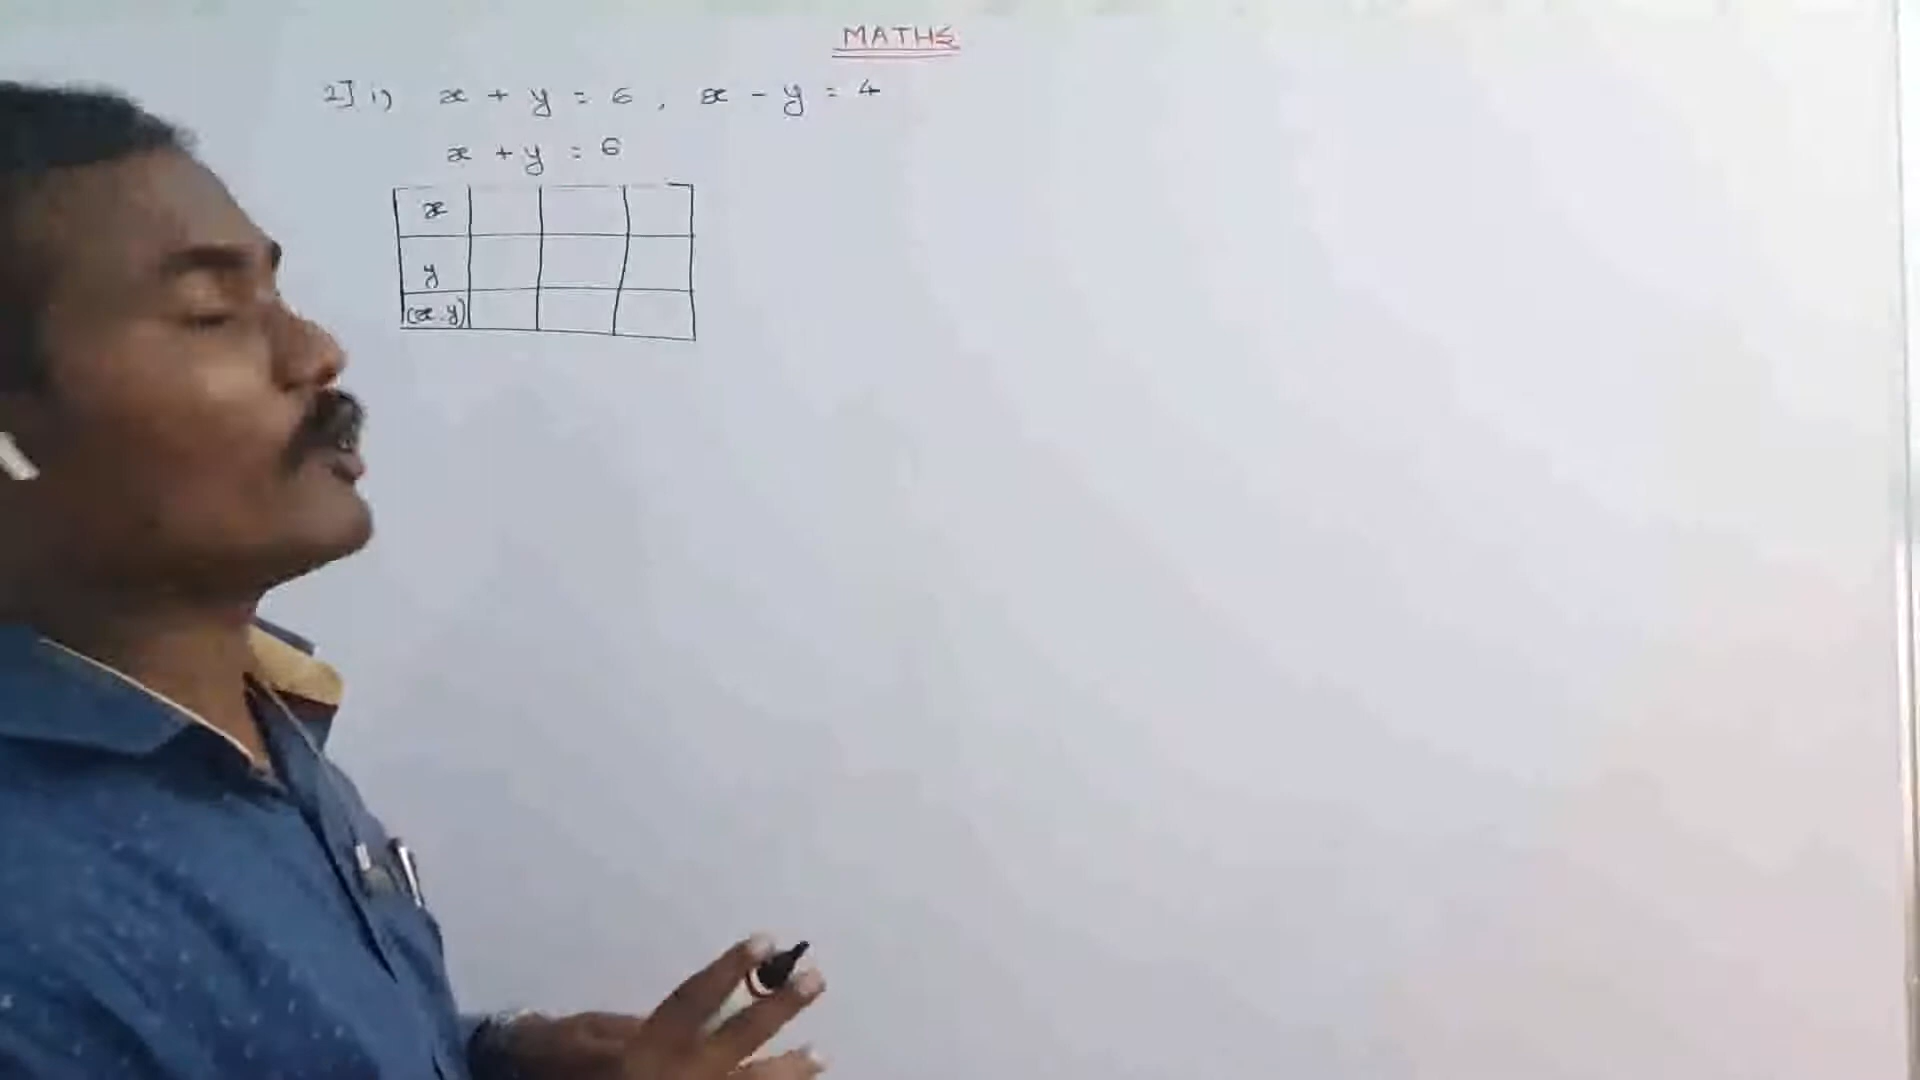 MATHS
2] i) x + y = 6, x - y = 4
x + y = 6
x
y
(x, y)